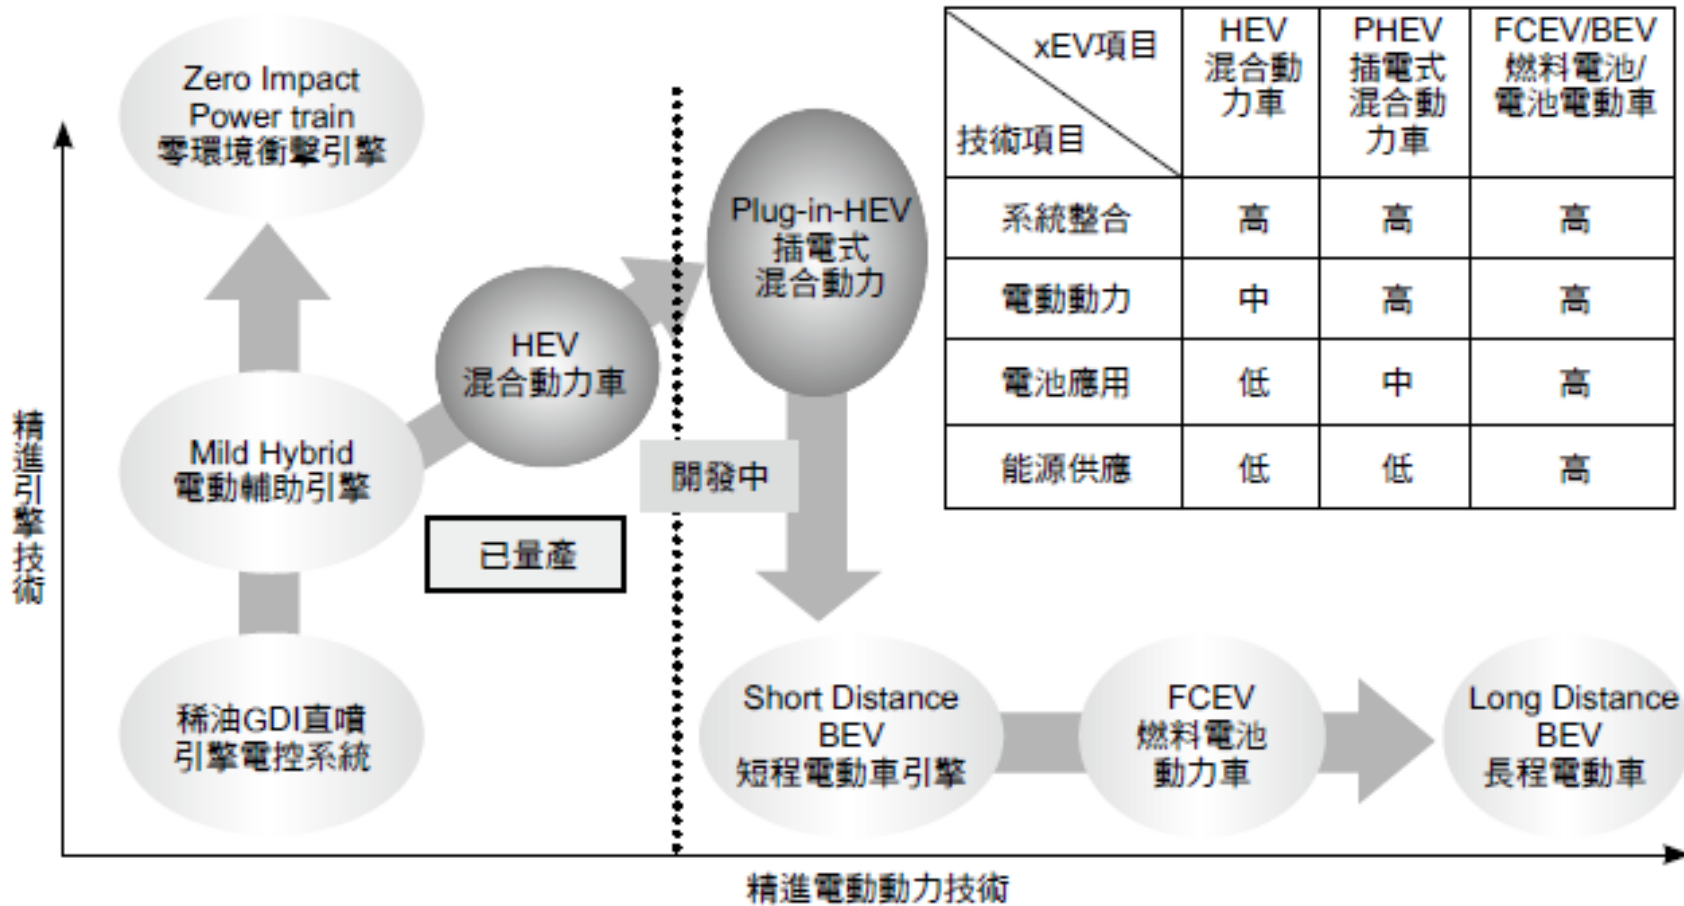 Zero Impact
Power train
零環境衝擊引擎
Plug-in-HEV
插電式
混合動力
HEV
混合動力車
Mild Hybrid
電動輔助引擎
開發中
已量產
稀油GDI直噴
引擎電控系統
Short Distance
BEV
短程電動車引擎
FCEV
燃料電池
動力車
Long Distance
BEV
長程電動車
精進引擎技術
精進電動動力技術
xEV項目
技術項目
HEV
混合動
力車
PHEV
插電式
混合動
力車
FCEV/BEV
燃料電池/
電池電動車
系統整合 高 高 高
電動動力 中 高 高
電池應用 低 中 高
能源供應 低 低 高